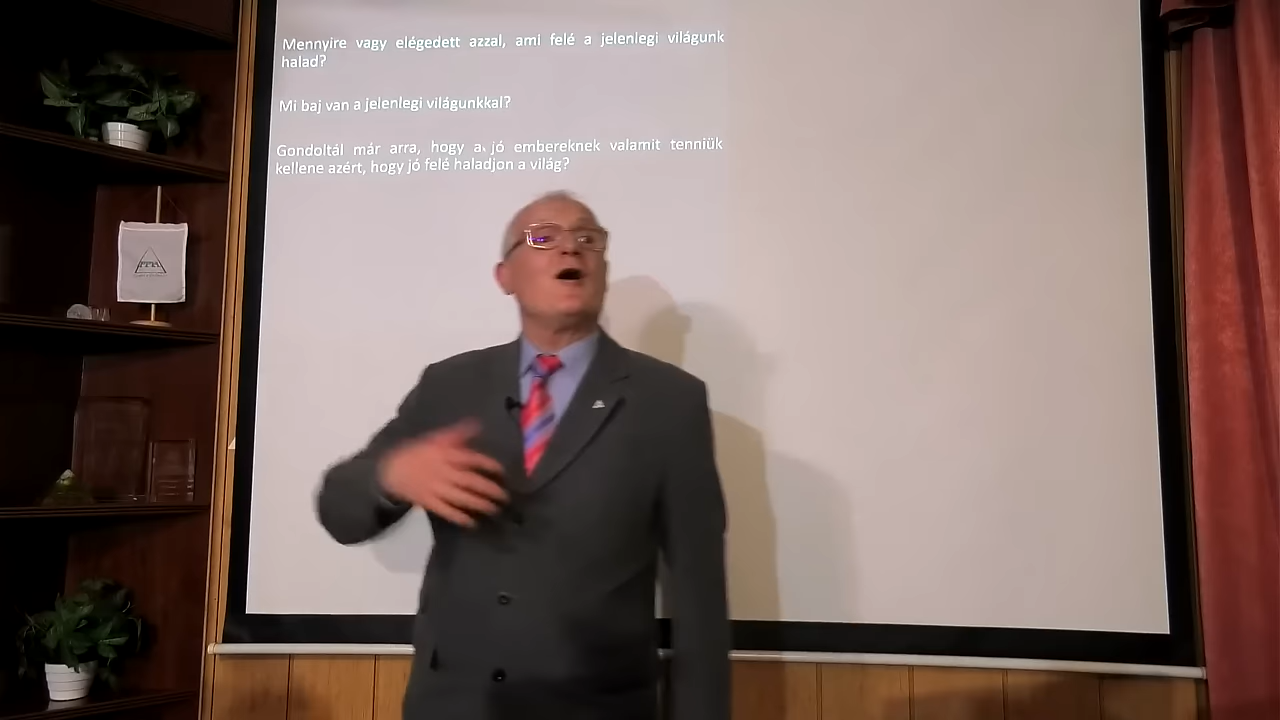 Mennyire vagy elégedett azzal, ami felé a jelenlegi világunk
halad?
Mi baj van a jelenlegi világunkkal?
Gondoltál már arra, hogy a jó embereknek valamit tenniük
kellene azért, hogy jó felé haladjon a világ?